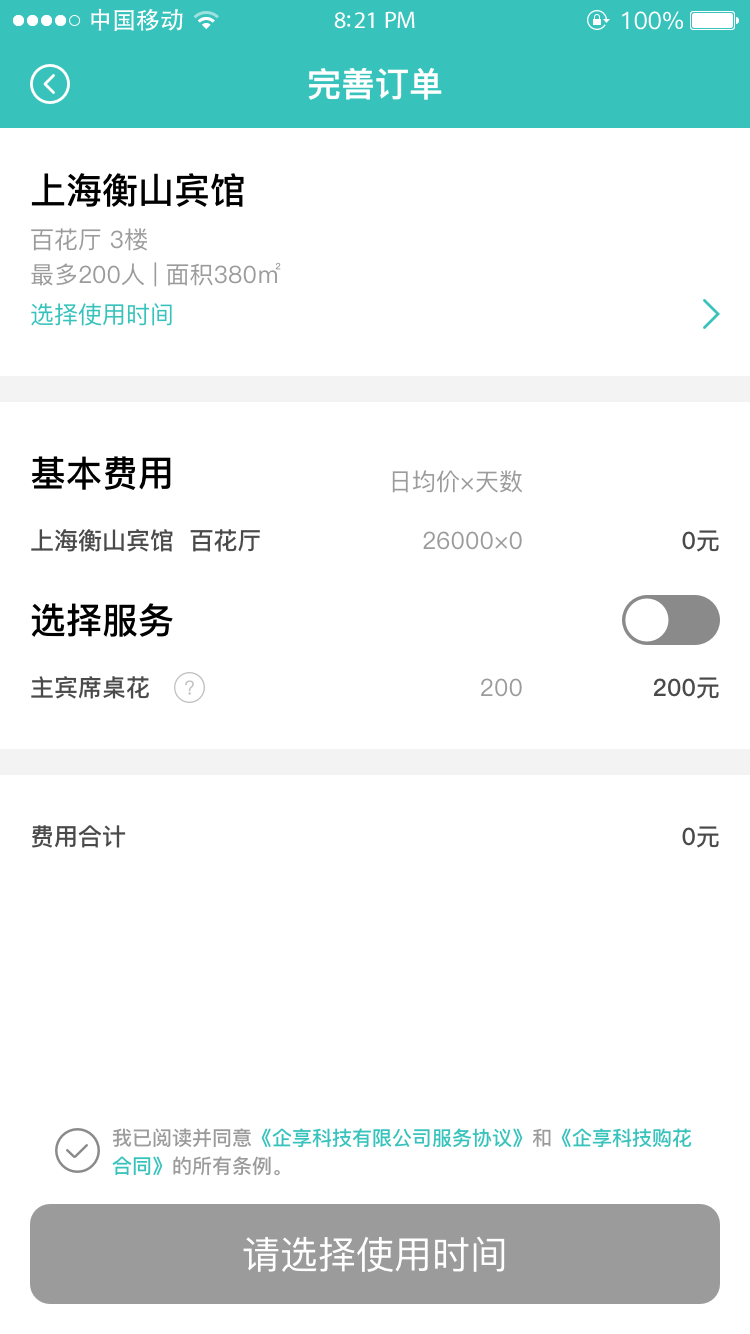 中国移动 8:21 PM 100%
完善订单
上海衡山宾馆
百花厅 3楼
最多200人 | 面积380㎡
选择使用时间
基本费用 日均价×天数
上海衡山宾馆 百花厅 26000×0 0元
选择服务
主宾席桌花 ? 200 200元
费用合计 0元
我已阅读并同意《企享科技有限公司服务协议》和《企享科技购花
合同》的所有条例。
请选择使用时间